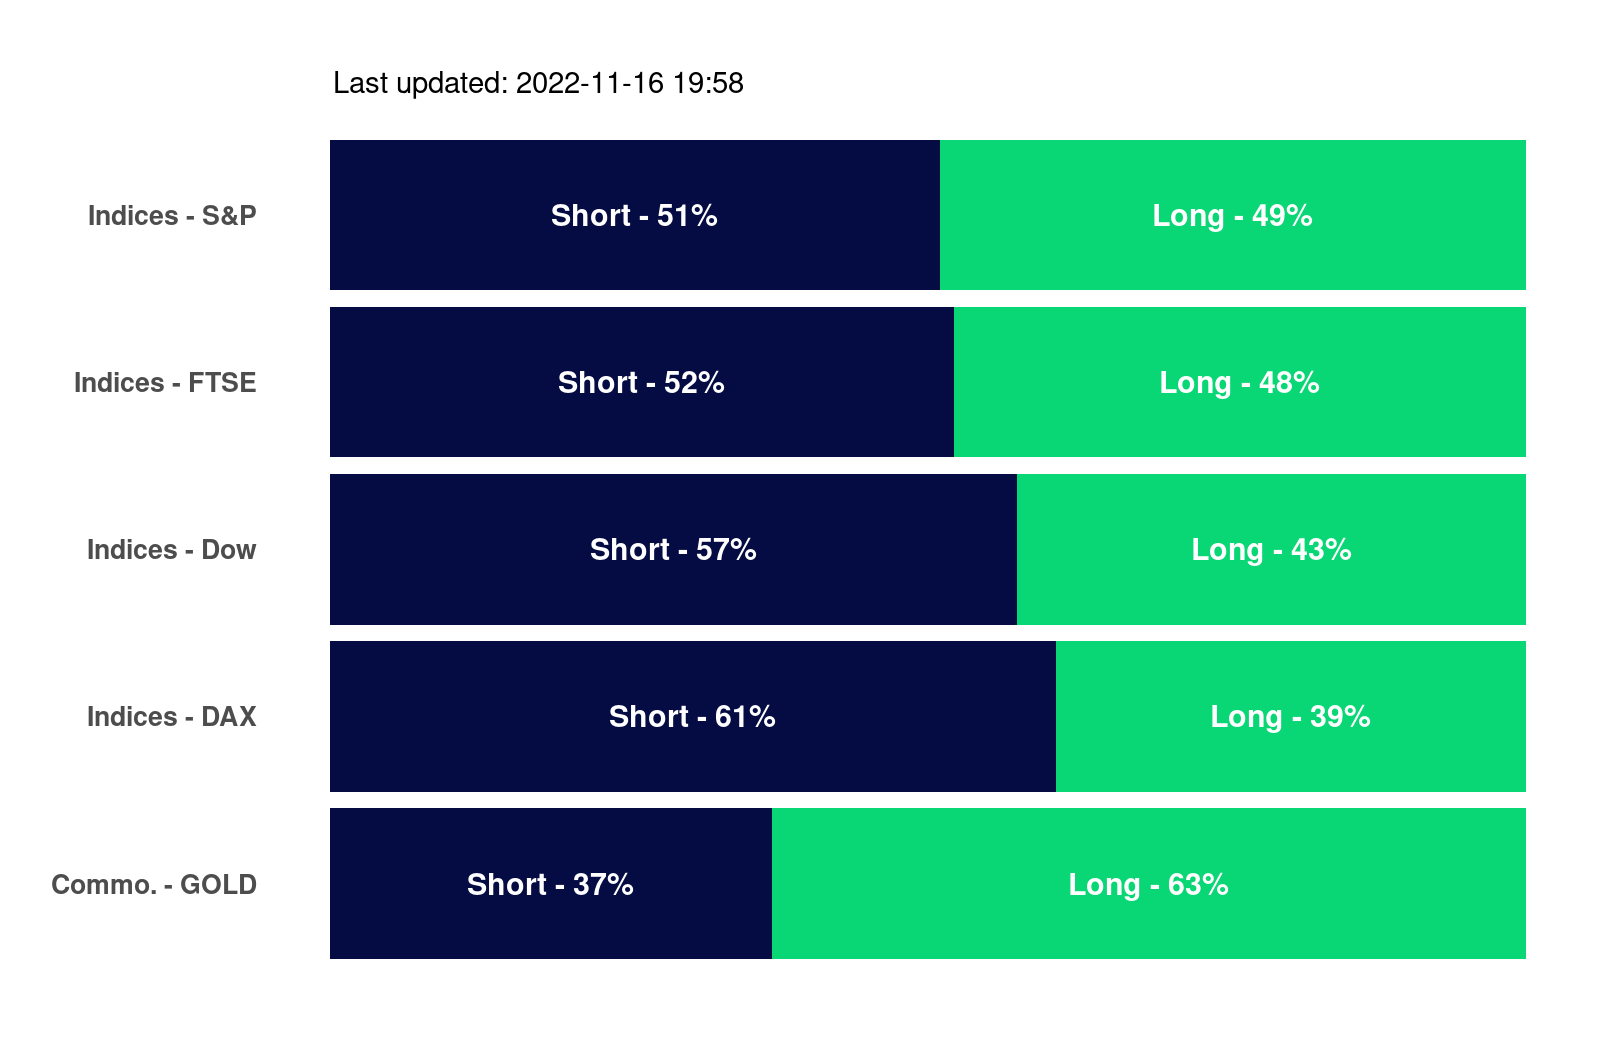 Last updated: 2022-11-16 19:58
Indices - S&P
Short - 51%
Long - 49%
Indices - FTSE
Short - 52%
Long - 48%
Indices - Dow
Short - 57%
Long - 43%
Indices - DAX
Short - 61%
Long - 39%
Commo. - GOLD
Short - 37%
Long - 63%